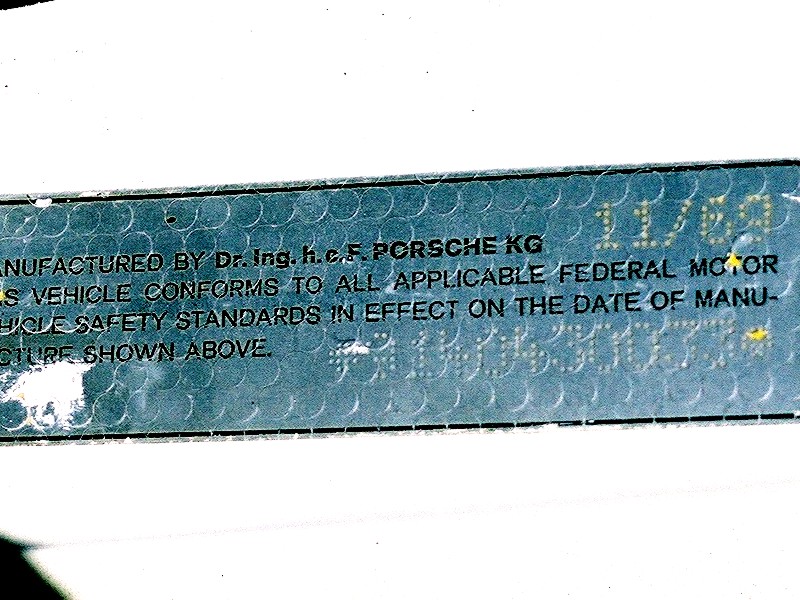 11/69
ANUFACTURED BY Dr. Ing. h. c. F. PORSCHE KG
S VEHICLE CONFORMS TO ALL APPLICABLE FEDERAL MOTOR
HICLE SAFETY STANDARDS IN EFFECT ON THE DATE OF MANU-
CTURE SHOWN ABOVE.
*9140430033*